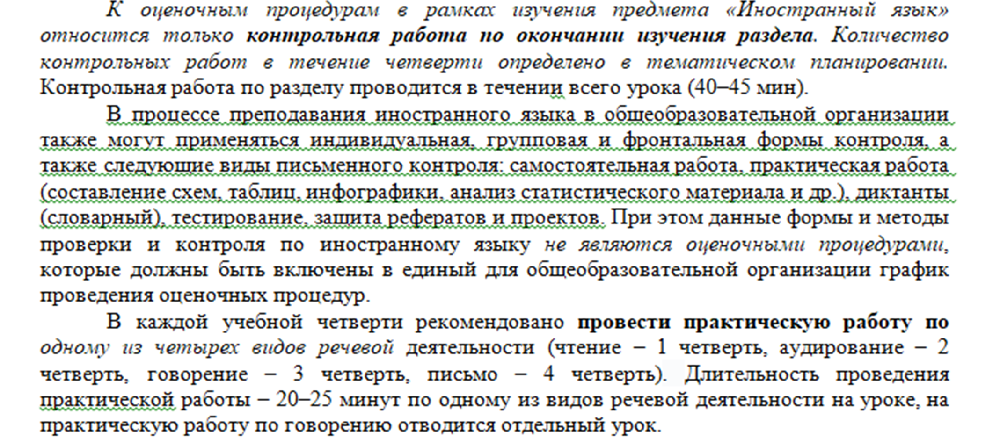 К оценочным процедурам в рамках изучения предмета «Иностранный язык»
относится только контрольная работа по окончании изучения раздела. Количество
контрольных работ в течение четверти определено в тематическом планировании.
Контрольная работа по разделу проводится в течении всего урока (40–45 мин).
В процессе преподавания иностранного языка в общеобразовательной организации
также могут применяться индивидуальная, групповая и фронтальная формы контроля, а
также следующие виды письменного контроля: самостоятельная работа, практическая работа
(составление схем, таблиц, инфографики, анализ статистического материала и др.), диктанты
(словарный), тестирование, защита рефератов и проектов. При этом данные формы и методы
проверки и контроля по иностранному языку не являются оценочными процедурами,
которые должны быть включены в единый для общеобразовательной организации график
проведения оценочных процедур.
В каждой учебной четверти рекомендовано провести практическую работу по
одному из четырех видов речевой деятельности (чтение – 1 четверть, аудирование – 2
четверть, говорение – 3 четверть, письмо – 4 четверть). Длительность проведения
практической работы – 20–25 минут по одному из видов речевой деятельности на уроке, на
практическую работу по говорению отводится отдельный урок.